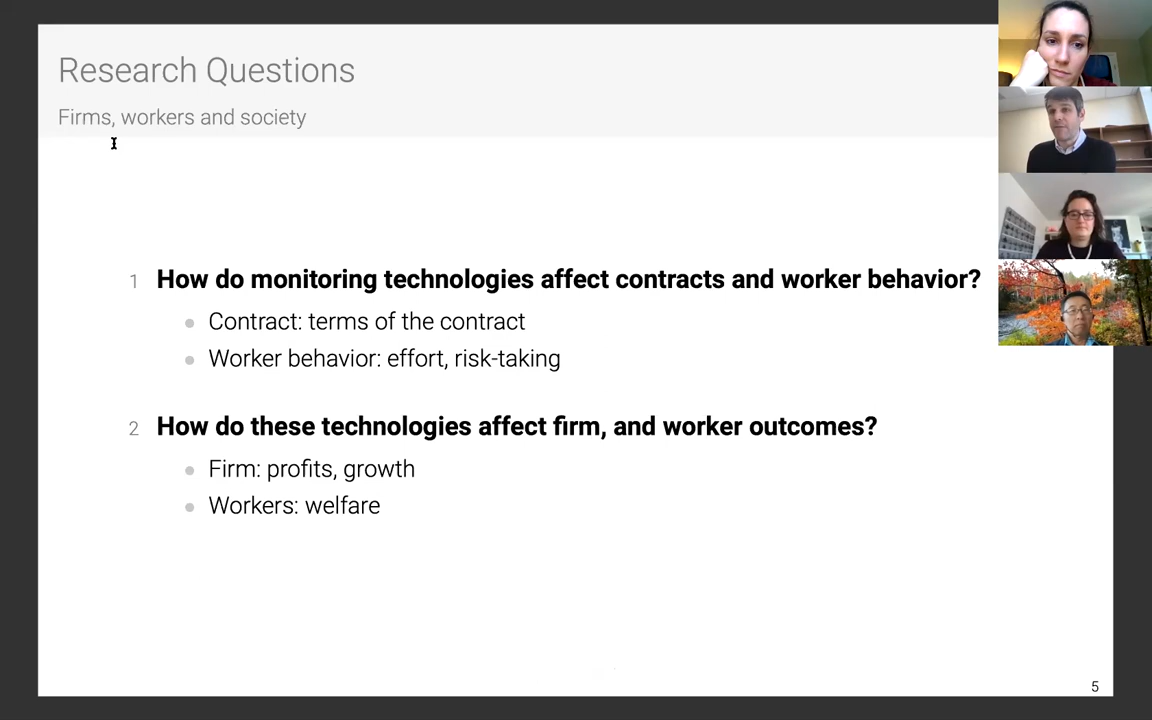 Research Questions
Firms, workers and society
1 How do monitoring technologies affect contracts and worker behavior?
Contract: terms of the contract
Worker behavior: effort, risk-taking
2 How do these technologies affect firm, and worker outcomes?
Firm: profits, growth
Workers: welfare
5